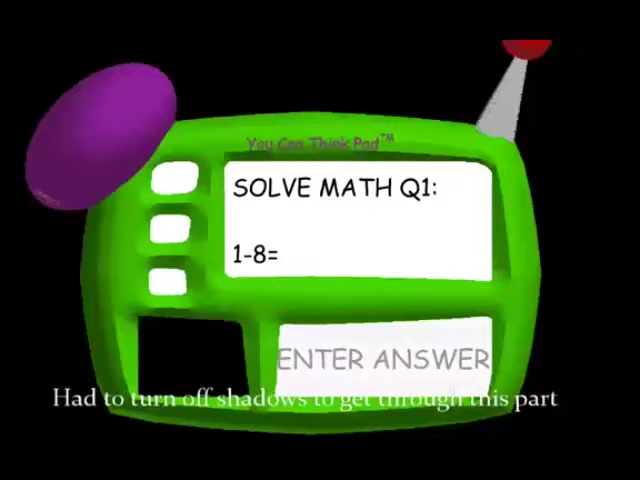 You Can Think Pad™
SOLVE MATH Q1:
1-8=
ENTER ANSWER
Had to turn off shadows to get through this part